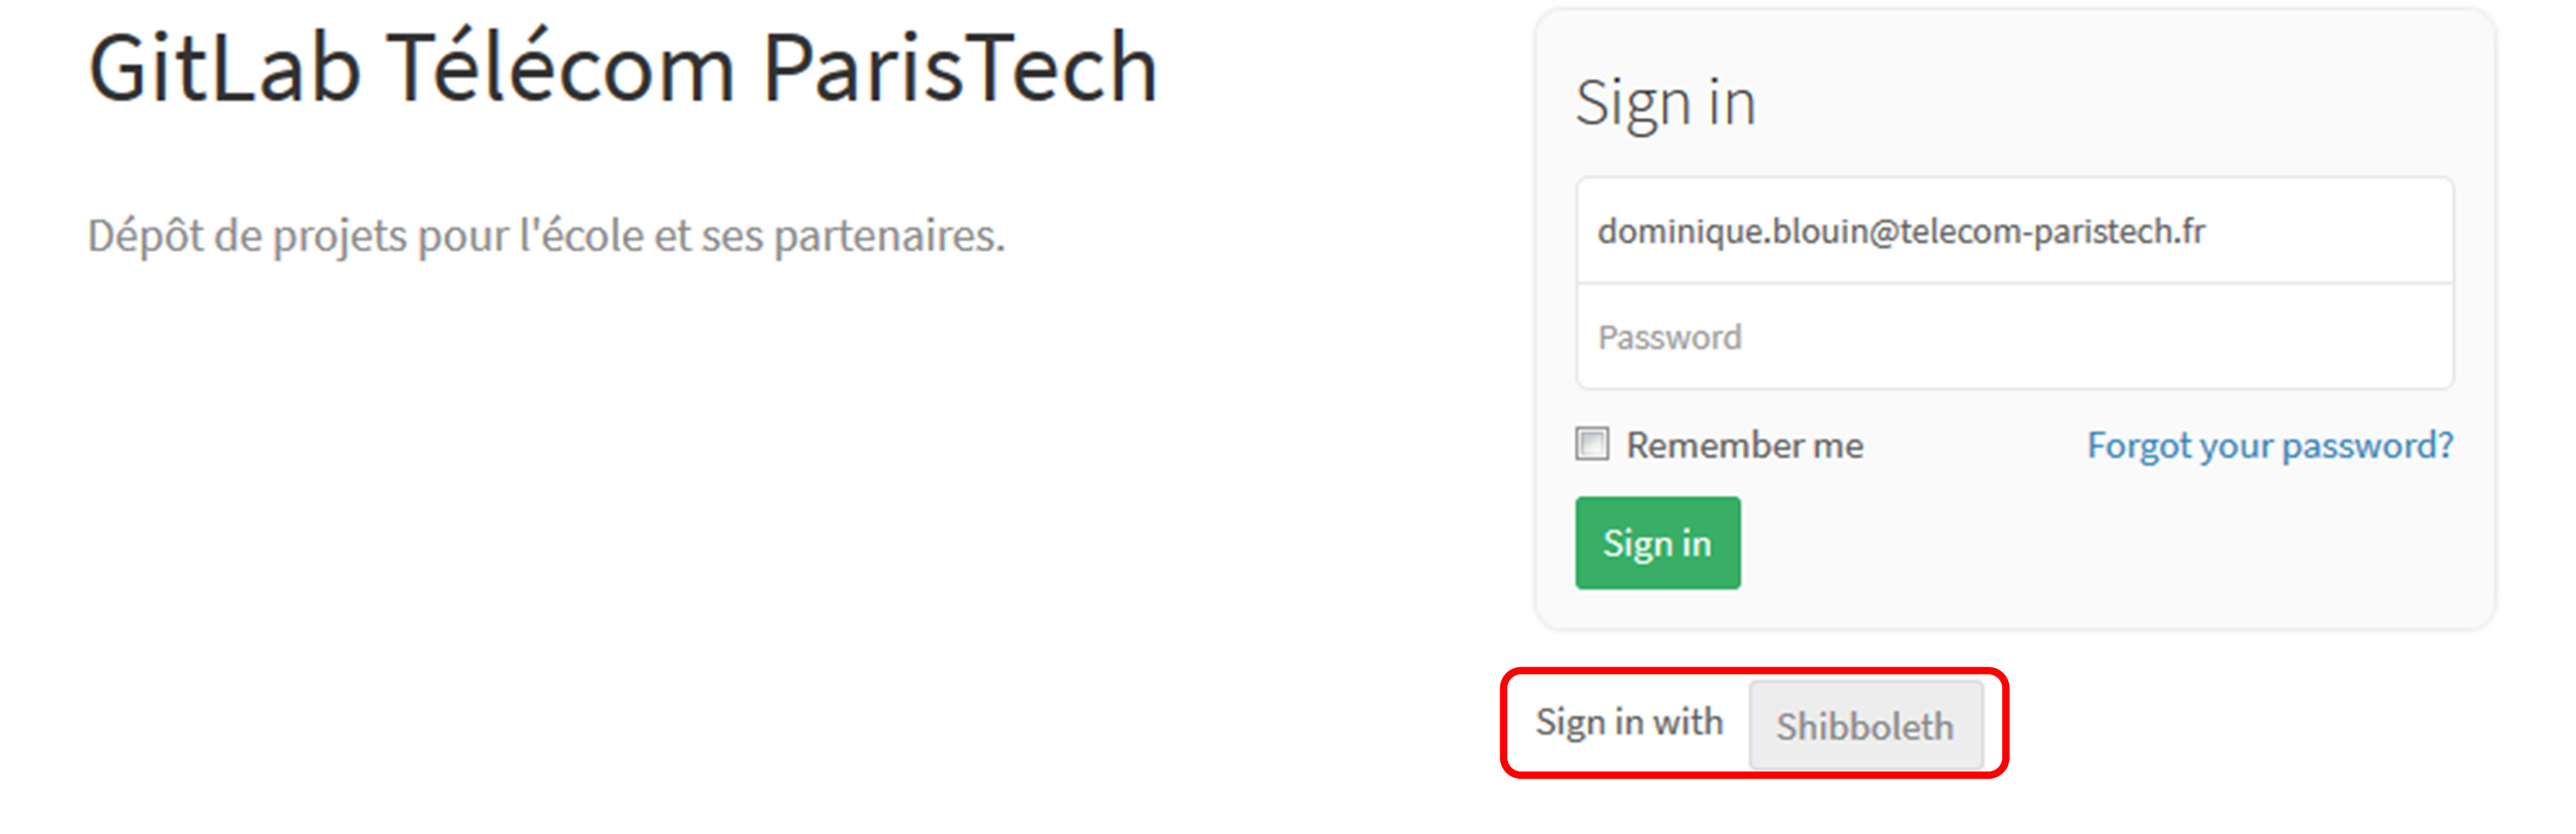 GitLab Télécom ParisTech
Dépôt de projets pour l'école et ses partenaires.
Sign in
dominique.blouin@telecom-paristech.fr
Password
Remember me
Forgot your password?
Sign in
Sign in with Shibboleth